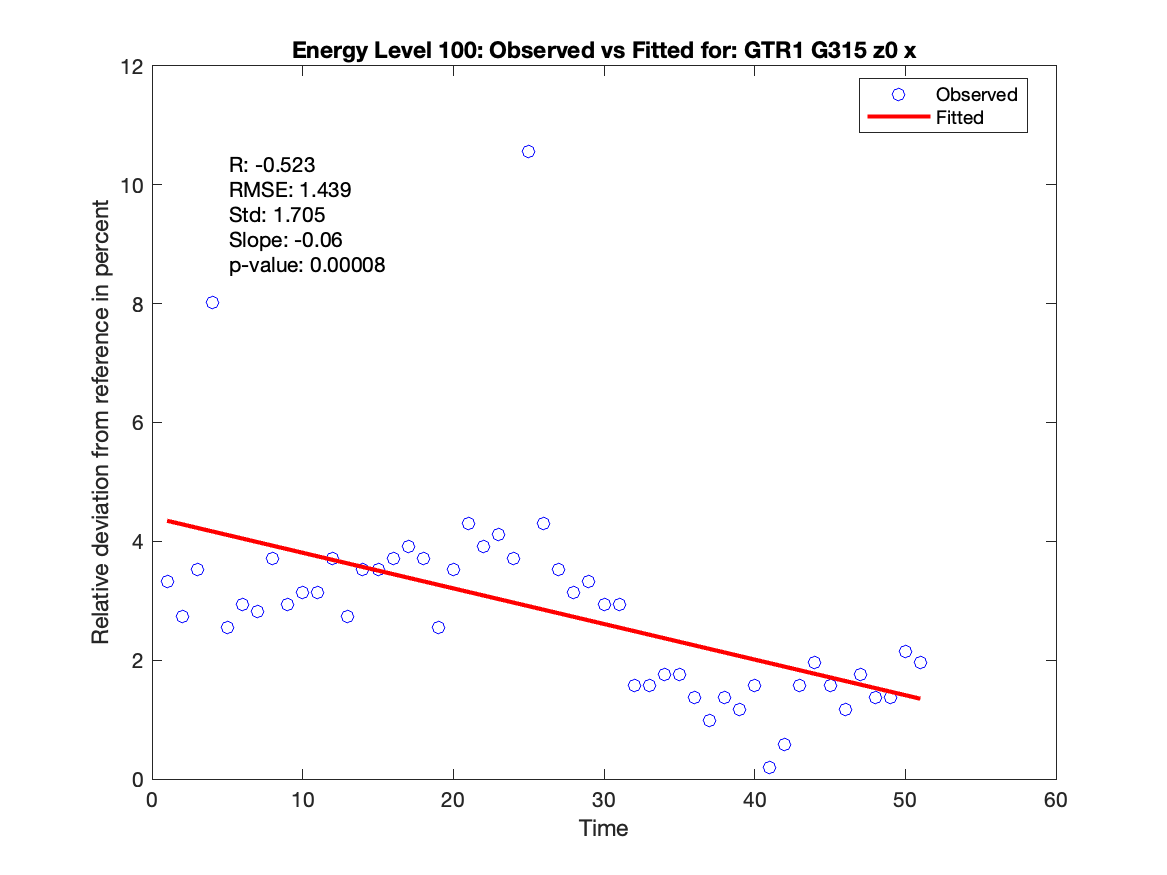 Energy Level 100: Observed vs Fitted for: GTR1 G315 z0 x
12
10
8
6
4
2
0
Relative deviation from reference in percent
R: -0.523
RMSE: 1.439
Std: 1.705
Slope: -0.06
p-value: 0.00008
Observed
Fitted
0 10 20 30 40 50 60
Time